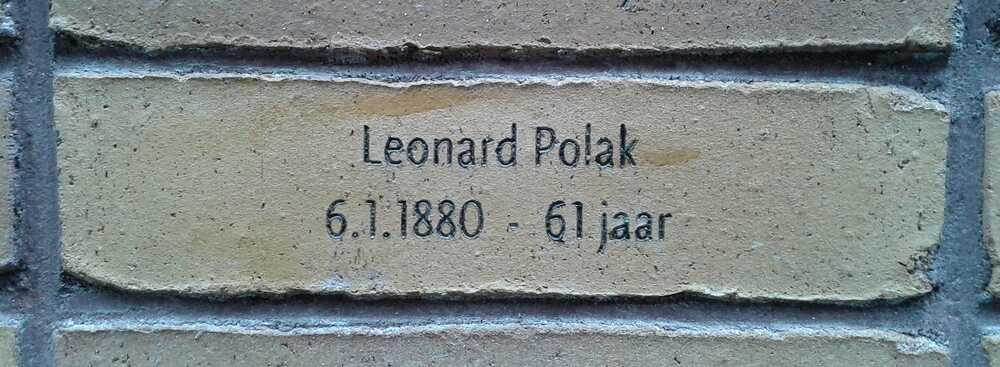 Leonard Polak
6.1.1880 - 61 jaar